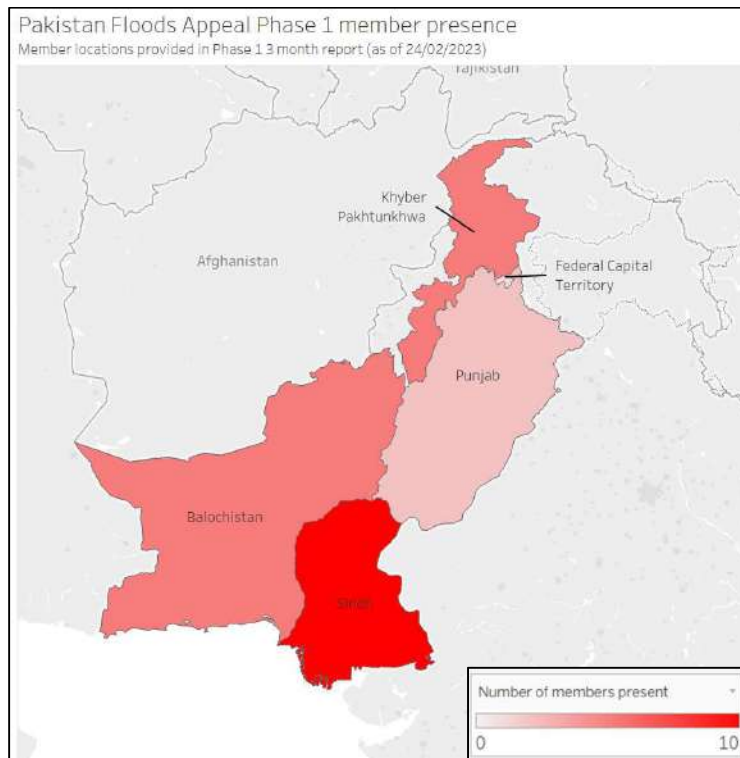 Pakistan Floods Appeal Phase 1 member presence
Member locations provided in Phase 1 3 month report (as of 24/02/2023)
Tajikistan
Khyber
Pakhtunkhwa
Afghanistan
Federal Capital
Territory
Punjab
Balochistan
Sindh
Number of members present
0
10